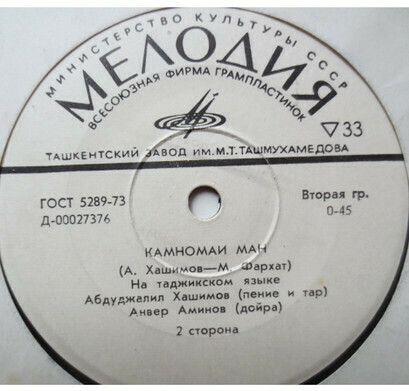 МИНИСТЕРСТВО КУЛЬТУРЫ СССР
МЕЛОДИЯ
ВСЕСОЮЗНАЯ ФИРМА ГРАМПЛАСТИНОК
▽33
ТАШКЕНТСКИЙ ЗАВОД ИМ. М.Т. ТАШМУХАМЕДОВА
ГОСТ 5289-73
Д-00027376
Вторая гр.
0-45
КАМНОМАИ МАН
(А. Хашимов—М. Фархат)
На таджикском языке
Абдуджалил Хашимов (пение и тар)
Анвер Аминов (дойра)
2 сторона